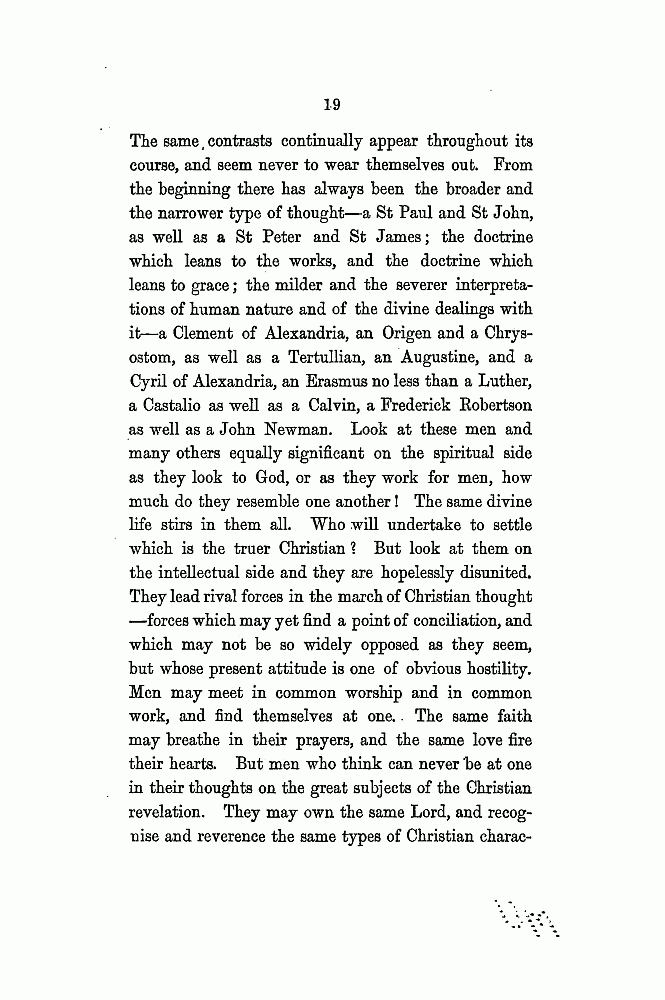 19
The same contrasts continually appear throughout its
course, and seem never to wear themselves out. From
the beginning there has always been the broader and
the narrower type of thought—a St Paul and St John,
as well as a St Peter and St James; the doctrine
which leans to the works, and the doctrine which
leans to grace; the milder and the severer interpreta-
tions of human nature and of the divine dealings with
it—a Clement of Alexandria, an Origen and a Chrys-
ostom, as well as a Tertullian, an Augustine, and a
Cyril of Alexandria, an Erasmus no less than a Luther,
a Castalio as well as a Calvin, a Frederick Robertson
as well as a John Newman. Look at these men and
many others equally significant on the spiritual side
as they look to God, or as they work for men, how
much do they resemble one another! The same divine
life stirs in them all. Who will undertake to settle
which is the truer Christian? But look at them on
the intellectual side and they are hopelessly disunited.
They lead rival forces in the march of Christian thought
—forces which may yet find a point of conciliation, and
which may not be so widely opposed as they seem,
but whose present attitude is one of obvious hostility.
Men may meet in common worship and in common
work, and find themselves at one. The same faith
may breathe in their prayers, and the same love fire
their hearts. But men who think can never be at one
in their thoughts on the great subjects of the Christian
revelation. They may own the same Lord, and recog-
nise and reverence the same types of Christian charac-